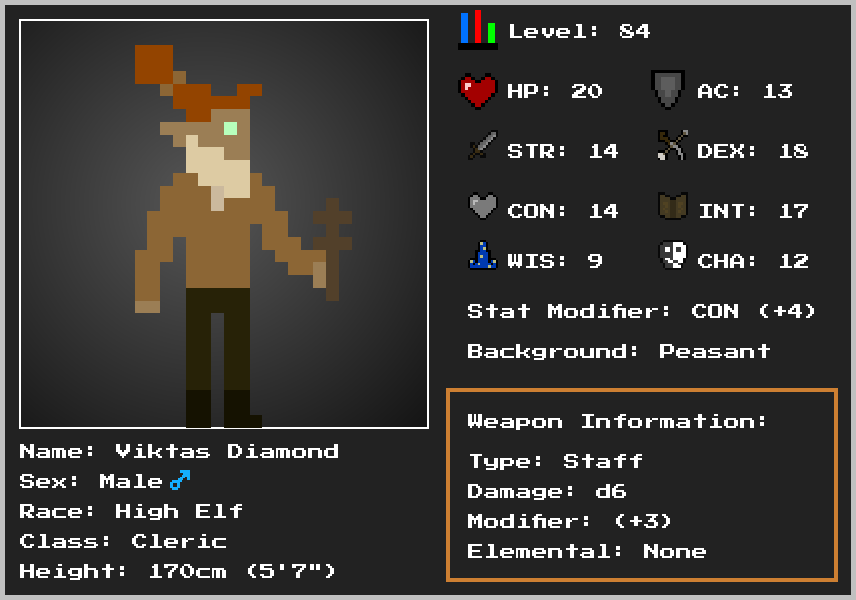 Level: 84
HP: 20 AC: 13
STR: 14 DEX: 18
CON: 14 INT: 17
WIS: 9 CHA: 12
Stat Modifier: CON (+4)
Background: Peasant
Weapon Information:
Type: Staff
Damage: d6
Modifier: (+3)
Elemental: None
Name: Viktas Diamond
Sex: Male♂
Race: High Elf
Class: Cleric
Height: 170cm (5'7")